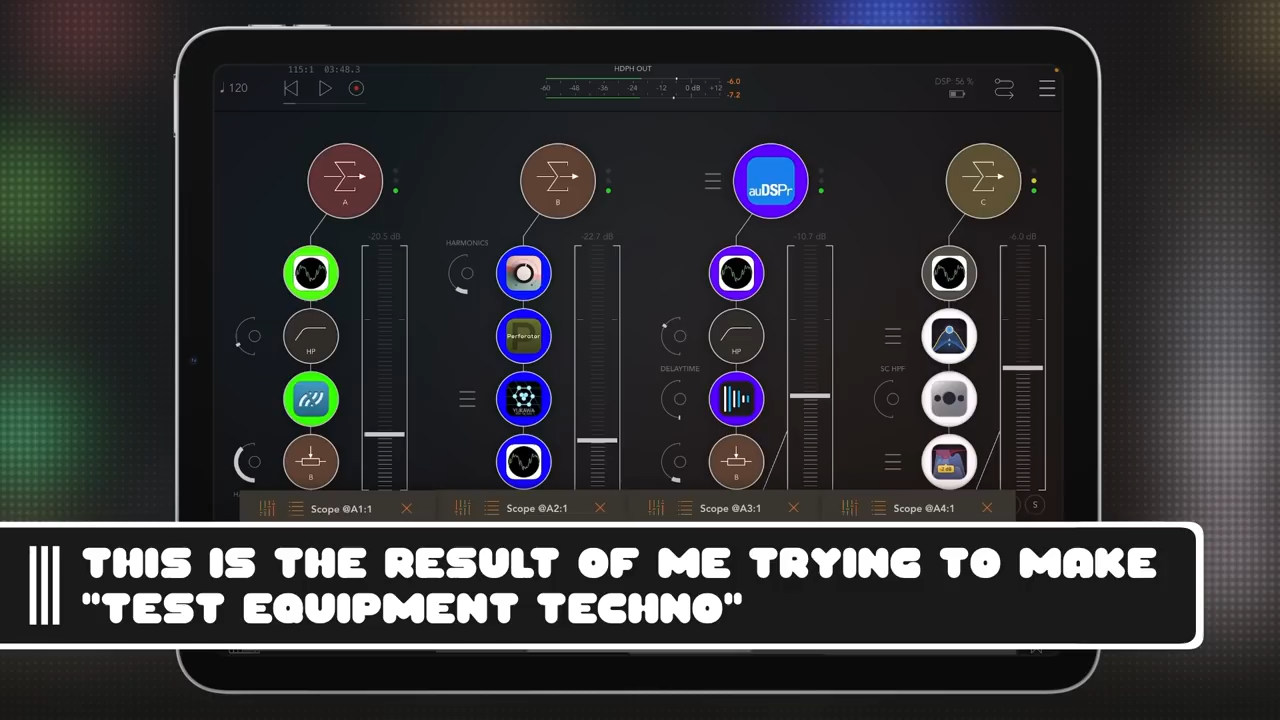 115:1 03:48.3
♩ 120
HDPH OUT
-60 -48 -36 -24 -12 0 dB +12
-6.0
-7.2
DSP: 56 %
A
B
auDSPr
C
-20.5 dB
-22.7 dB
-10.7 dB
-6.0 dB
HARMONICS
HP
Perforator
YUKAWA
HP
DELAYTIME
SC HPF
B
B
Scope @A1:1
Scope @A2:1
Scope @A3:1
Scope @A4:1
S
THIS IS THE RESULT OF ME TRYING TO MAKE
"TEST EQUIPMENT TECHNO"